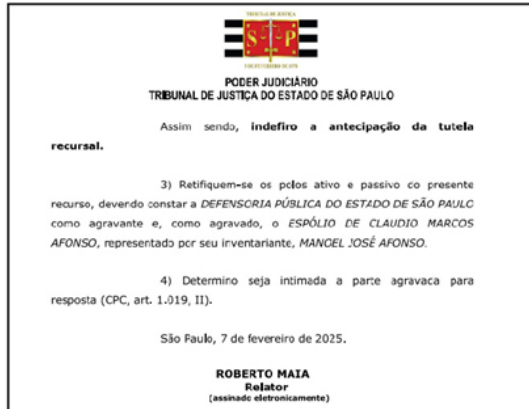 TRIBUNAL DE JUSTIÇA
S P
PODER JUDICIÁRIO
TRIBUNAL DE JUSTIÇA DO ESTADO DE SÃO PAULO
Assim sendo, indefiro a antecipação da tutela
recursal.
3) Retifiquem-se os polos ativo e passivo do presente
recurso, devendo constar a DEFENSORIA PÚBLICA DO ESTADO DE SÃO PAULO
como agravante e, como agravado, o ESPÓLIO DE CLAUDIO MARCOS
AFONSO, representado por seu inventariante, MANOEL JOSÉ AFONSO.
4) Determino seja intimada a parte agravada para
resposta (CPC, art. 1.019, II).
São Paulo, 7 de fevereiro de 2025.
ROBERTO MAIA
Relator
(assinado eletronicamente)